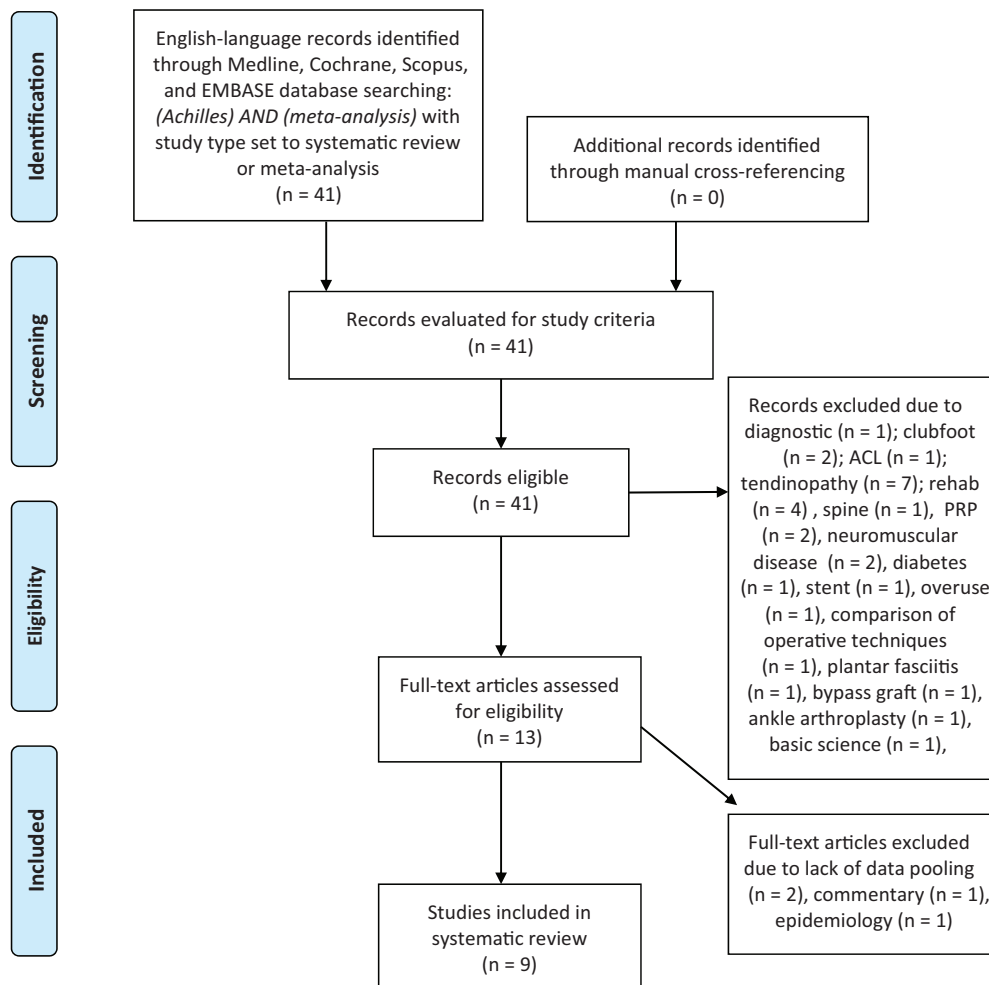 Identification
English-language records identified
through Medline, Cochrane, Scopus,
and EMBASE database searching:
(Achilles) AND (meta-analysis) with
study type set to systematic review
or meta-analysis
(n = 41)
Additional records identified
through manual cross-referencing
(n = 0)
Screening
Records evaluated for study criteria
(n = 41)
Records eligible
(n = 41)
Records excluded due to
diagnostic (n = 1); clubfoot
(n = 2); ACL (n = 1);
tendinopathy (n = 7); rehab
(n = 4) , spine (n = 1), PRP
(n = 2), neuromuscular
disease (n = 2), diabetes
(n = 1), stent (n = 1), overuse
(n = 1), comparison of
operative techniques
(n = 1), plantar fasciitis
(n = 1), bypass graft (n = 1),
ankle arthroplasty (n = 1),
basic science (n = 1),
Eligibility
Full-text articles assessed
for eligibility
(n = 13)
Included
Full-text articles excluded
due to lack of data pooling
(n = 2), commentary (n = 1),
epidemiology (n = 1)
Studies included in
systematic review
(n = 9)